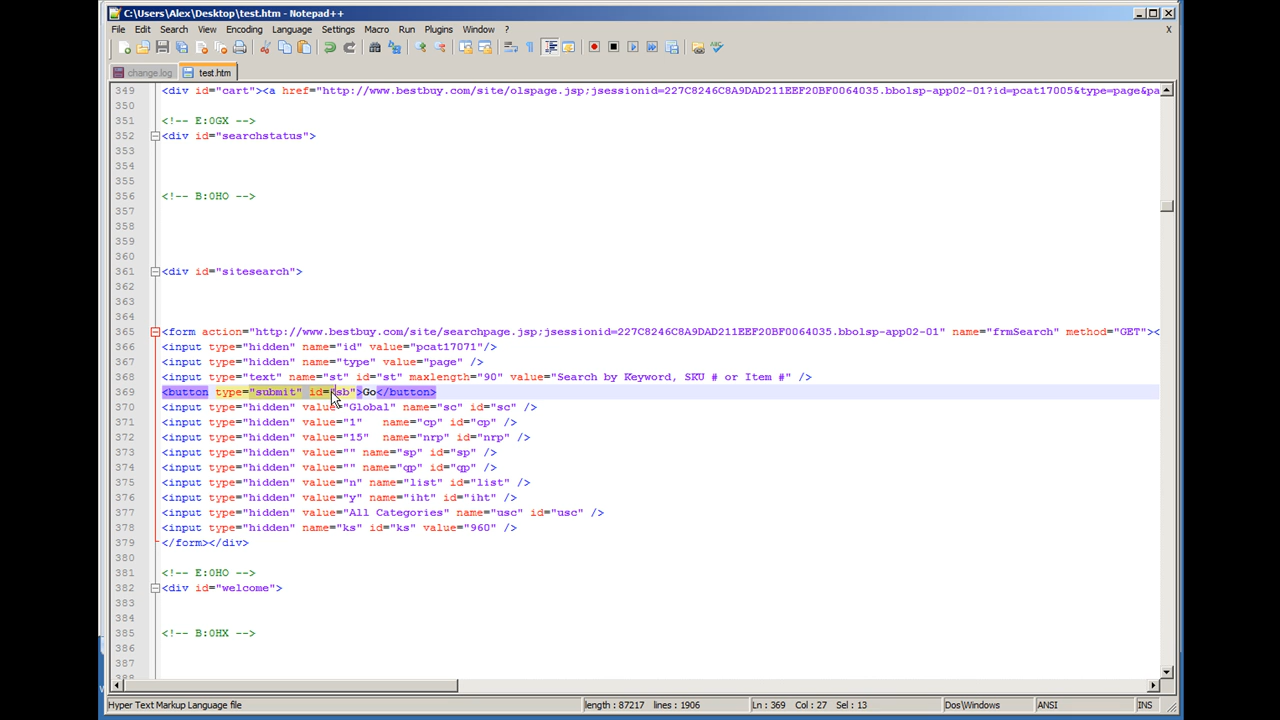 C:\Users\Alex\Desktop\test.htm - Notepad++
File Edit Search View Encoding Language Settings Macro Run Plugins Window ? X
change.log test.htm
349 <div id="cart"><a href="http://www.bestbuy.com/site/olspage.jsp;jsessionid=227C8246C8A9DAD211EEF20BF0064035.bbolsp-app02-01?id=pcat17005&type=page&pa
350
351 <!-- E:0GX -->
352 <div id="searchstatus">
353
354
355
356 <!-- B:0HO -->
357
358
359
360
361 <div id="sitesearch">
362
363
364
365 <form action="http://www.bestbuy.com/site/searchpage.jsp;jsessionid=227C8246C8A9DAD211EEF20BF0064035.bbolsp-app02-01" name="frmSearch" method="GET"><
366 <input type="hidden" name="id" value="pcat17071"/>
367 <input type="hidden" name="type" value="page" />
368 <input type="text" name="st" id="st" maxlength="90" value="Search by Keyword, SKU # or Item #" />
369 <button type="submit" id="sb">Go</button>
370 <input type="hidden" value="Global" name="sc" id="sc" />
371 <input type="hidden" value="1" name="cp" id="cp" />
372 <input type="hidden" value="15" name="nrp" id="nrp" />
373 <input type="hidden" value="" name="sp" id="sp" />
374 <input type="hidden" value="" name="qp" id="qp" />
375 <input type="hidden" value="n" name="list" id="list" />
376 <input type="hidden" value="y" name="iht" id="iht" />
377 <input type="hidden" value="All Categories" name="usc" id="usc" />
378 <input type="hidden" name="ks" id="ks" value="960" />
379 </form></div>
380
381 <!-- E:0HO -->
382 <div id="welcome">
383
384
385 <!-- B:0HX -->
386
387
388
Hyper Text Markup Language file length : 87217 lines : 1906 Ln : 369 Col : 27 Sel : 13 Dos\Windows ANSI INS